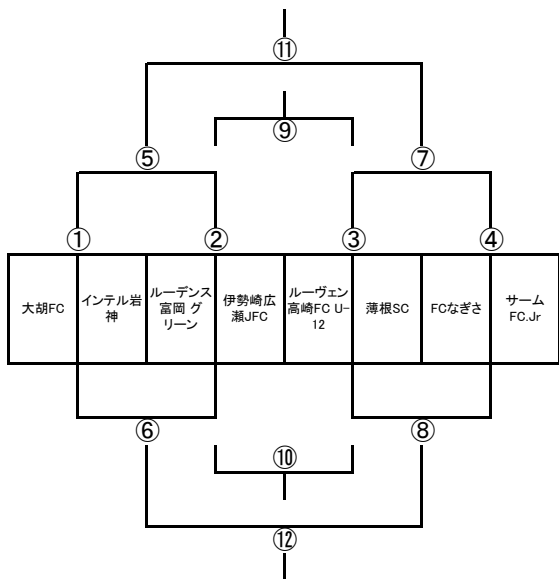 ⑪
⑨
⑤
⑦
①
②
③
④
大胡FC
インテル岩
神
ルーデンス
富岡 グ
リーン
伊勢崎広
瀬JFC
ルーヴェン
高崎FC U-
12
薄根SC
FCなぎさ
サーム
FC.Jr
⑥
⑧
⑩
⑫